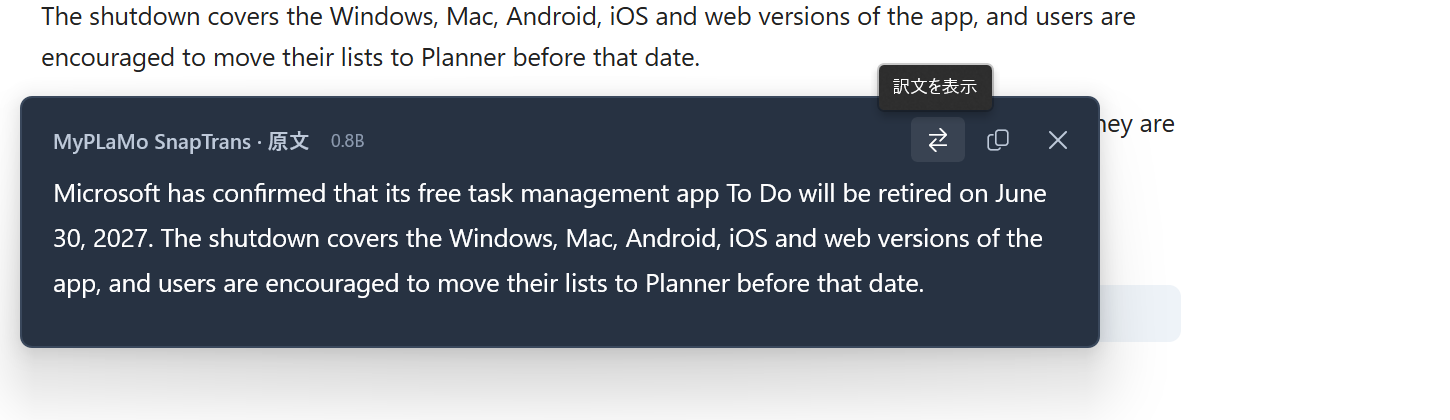 The shutdown covers the Windows, Mac, Android, iOS and web versions of the app, and users are
encouraged to move their lists to Planner before that date.
訳文を表示
hey are
MyPLaMo SnapTrans · 原文 0.8B
Microsoft has confirmed that its free task management app To Do will be retired on June
30, 2027. The shutdown covers the Windows, Mac, Android, iOS and web versions of the
app, and users are encouraged to move their lists to Planner before that date.